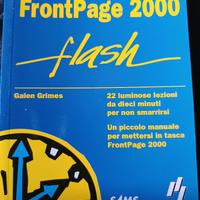 FrontPage 2000
flash
Galen Grimes
22 luminose lezioni
da dieci minuti
per non smarrirsi
Un piccolo manuale
per mettersi in tasca
FrontPage 2000
SAMS